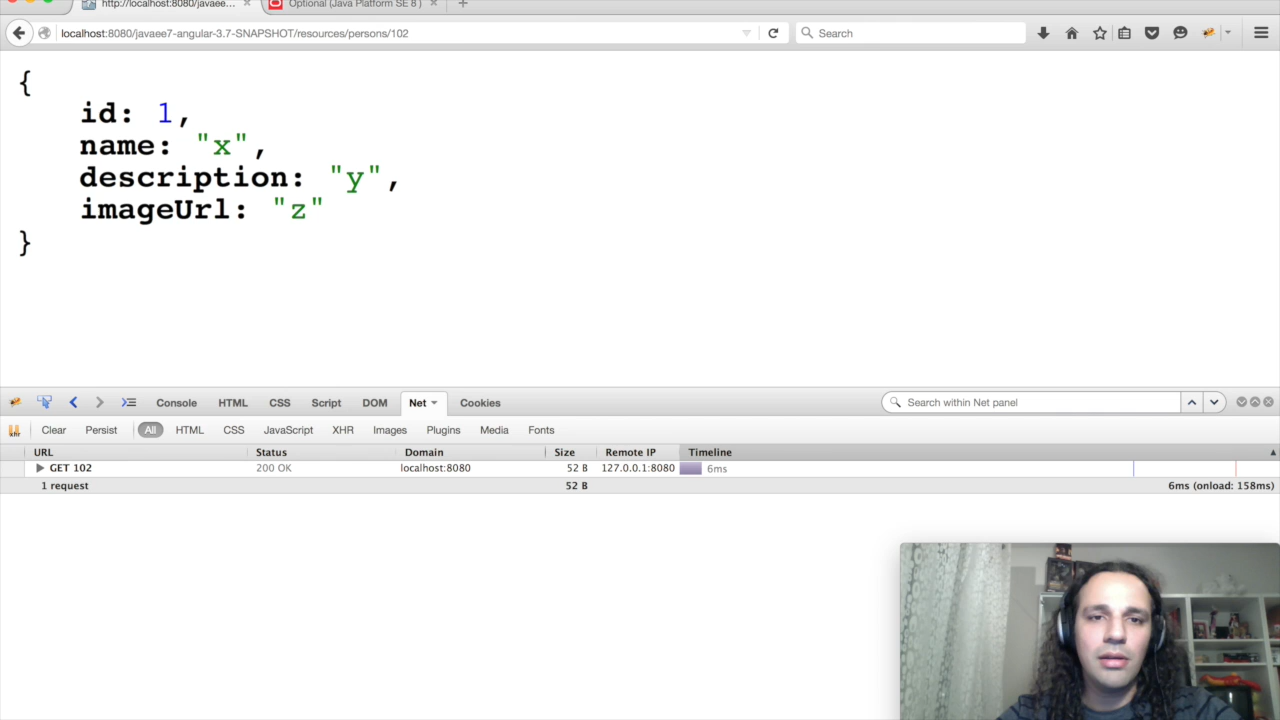 http://localhost:8080/javaee7...
Optional (Java Platform SE 8 )
localhost:8080/javaee7-angular-3.7-SNAPSHOT/resources/persons/102
Search
{
id: 1,
name: "x",
description: "y",
imageUrl: "z"
}
Console HTML CSS Script DOM Net Cookies
Search within Net panel
Clear Persist All HTML CSS JavaScript XHR Images Plugins Media Fonts
URL Status Domain Size Remote IP Timeline
GET 102 200 OK localhost:8080 52 B 127.0.0.1:8080 6ms
1 request 52 B 6ms (onload: 158ms)